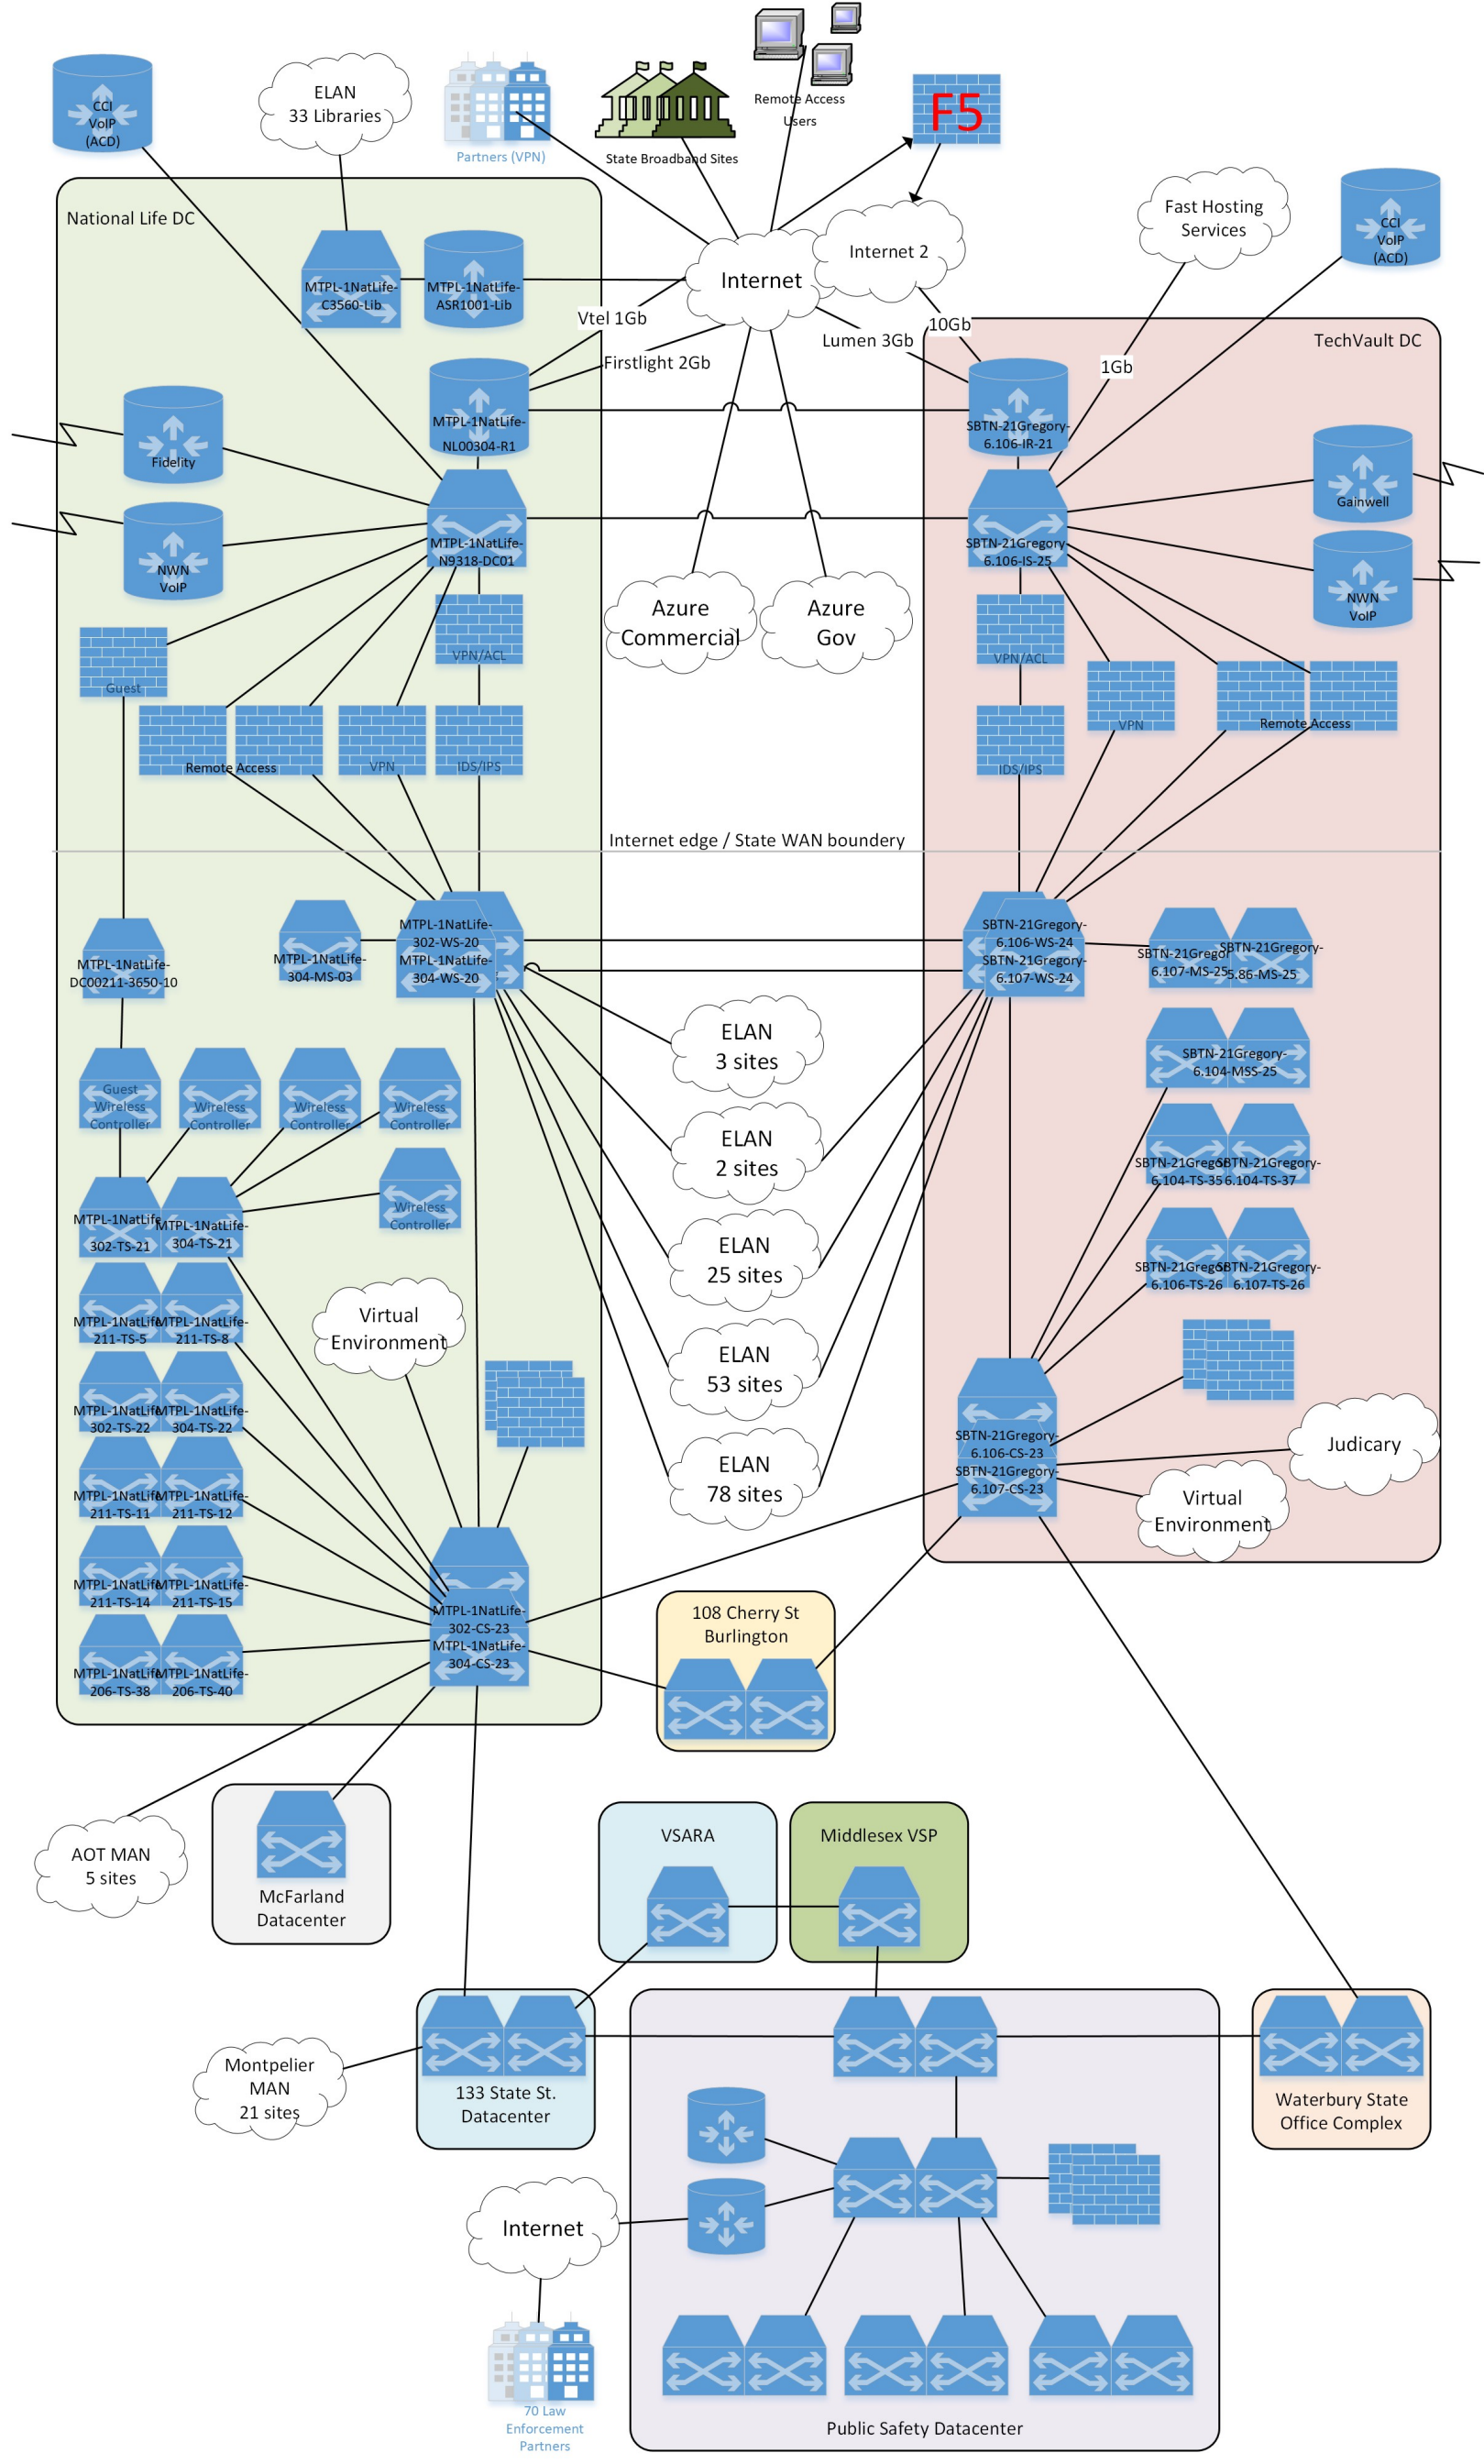 CCI
VoIP
(ACD)
ELAN
33 Libraries
Partners (VPN)
State Broadband Sites
Remote Access
Users
F5
Internet 2
Internet
Fast Hosting
Services
CCI
VoIP
(ACD)
National Life DC
MTPL-1NatLife-
C3560-Lib
MTPL-1NatLife-
ASR1001-Lib
Vtel 1Gb
Firstlight 2Gb
Lumen 3Gb
10Gb
1Gb
TechVault DC
MTPL-1NatLife-
NL00304-R1
SBTN-21Gregory-
6.106-IR-21
Fidelity
NWN
VoIP
MTPL-1NatLife-
N9318-DC01
SBTN-21Gregory-
6.106-IS-25
Gainwell
NWN
VoIP
Azure
Commercial
Azure
Gov
VPN/ACL
Guest
Remote Access
VPN
IDS/IPS
VPN/ACL
VPN
Remote Access
IDS/IPS
Internet edge / State WAN boundery
MTPL-1NatLife-
DC00211-3650-10
MTPL-1NatLife-
304-MS-03
MTPL-1NatLife-
302-WS-20
MTPL-1NatLife-
304-WS-20
SBTN-21Gregory-
6.106-WS-24
SBTN-21Gregory-
6.107-WS-24
SBTN-21Gregor
6.107-MS-25
SBTN-21Gregory-
5.86-MS-25
ELAN
3 sites
ELAN
2 sites
ELAN
25 sites
ELAN
53 sites
ELAN
78 sites
SBTN-21Gregory-
6.104-MSS-25
SBTN-21Gregor
6.104-TS-35
SBTN-21Gregory-
6.104-TS-37
SBTN-21Gregor
6.106-TS-26
SBTN-21Gregory-
6.107-TS-26
Guest
Wireless
Controller
Wireless
Controller
Wireless
Controller
Wireless
Controller
Wireless
Controller
MTPL-1NatLife
302-TS-21
MTPL-1NatLife-
304-TS-21
MTPL-1NatLife
211-TS-5
MTPL-1NatLife-
211-TS-8
MTPL-1NatLife
302-TS-22
MTPL-1NatLife-
304-TS-22
MTPL-1NatLife
211-TS-11
MTPL-1NatLife-
211-TS-12
MTPL-1NatLife
211-TS-14
MTPL-1NatLife-
211-TS-15
MTPL-1NatLife
206-TS-38
MTPL-1NatLife-
206-TS-40
Virtual
Environment
MTPL-1NatLife-
302-CS-23
MTPL-1NatLife-
304-CS-23
SBTN-21Gregory-
6.106-CS-23
SBTN-21Gregory-
6.107-CS-23
Judicary
Virtual
Environment
108 Cherry St
Burlington
AOT MAN
5 sites
McFarland
Datacenter
VSARA
Middlesex VSP
Montpelier
MAN
21 sites
133 State St.
Datacenter
Waterbury State
Office Complex
Internet
70 Law
Enforcement
Partners
Public Safety Datacenter